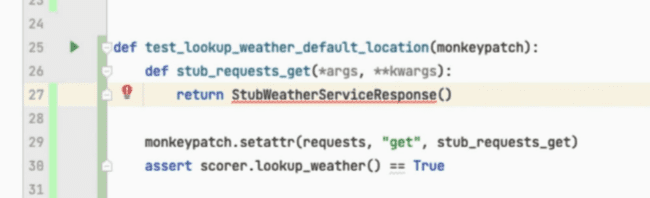 24
25 def test_lookup_weather_default_location(monkeypatch):
26 def stub_requests_get(*args, **kwargs):
27 return StubWeatherServiceResponse()
28
29 monkeypatch.setattr(requests, "get", stub_requests_get)
30 assert scorer.lookup_weather() == True
31